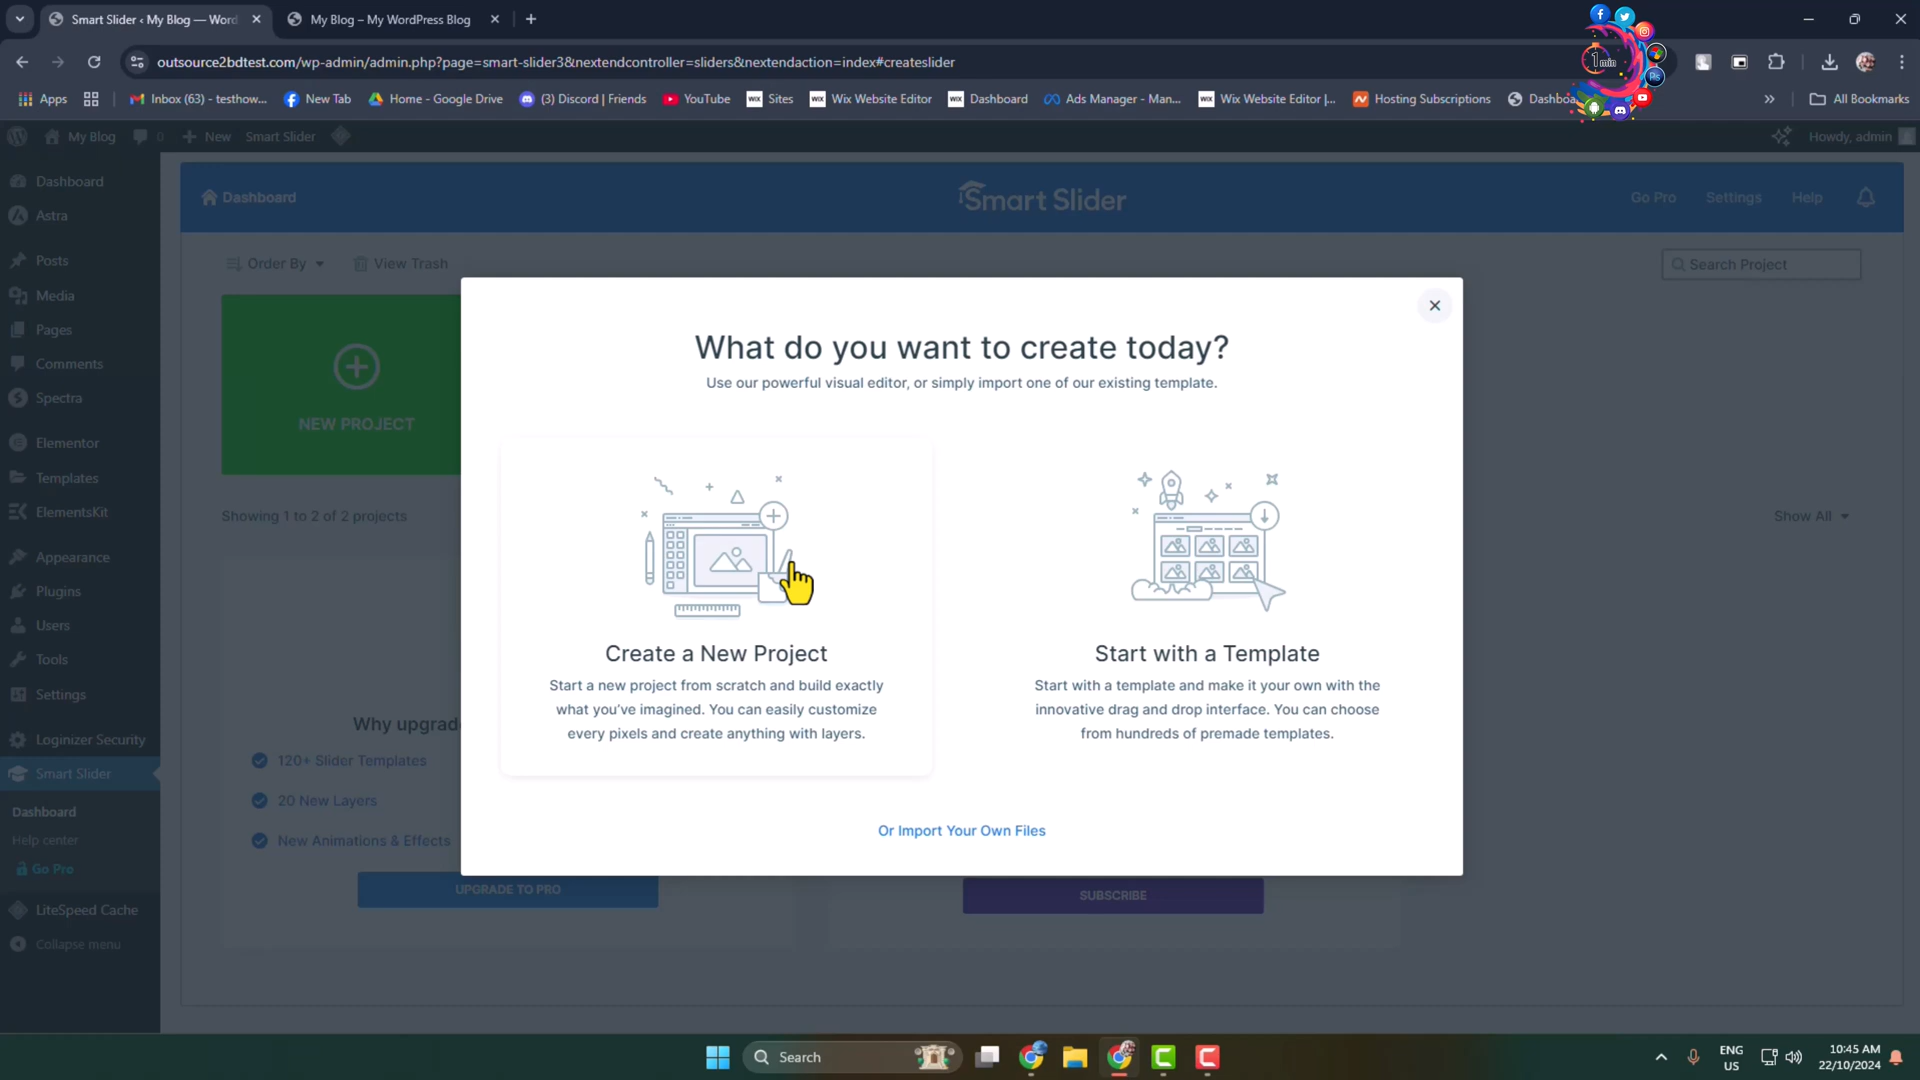 Smart Slider ‹ My Blog — Word
My Blog – My WordPress Blog
outsource2bdtest.com/wp-admin/admin.php?page=smart-slider3&nextendcontroller=sliders&nextendaction=index#createslider
1min
Apps
Inbox (63) - testhow...
New Tab
Home - Google Drive
(3) Discord | Friends
YouTube
WIX Sites
WIX Wix Website Editor
WIX Dashboard
Ads Manager - Man...
WIX Wix Website Editor |...
Hosting Subscriptions
All Bookmarks
My Blog
0
New
Smart Slider
Howdy, admin
Dashboard
Astra
Posts
Media
Pages
Comments
Spectra
Elementor
Templates
ElementsKit
Appearance
Plugins
Users
Tools
Settings
Loginizer Security
Smart Slider
Dashboard
Help center
Go Pro
LiteSpeed Cache
Collapse menu
Dashboard
Smart Slider
Go Pro
Settings
Help
Order By
View Trash
Search Project
NEW PROJECT
Showing 1 to 2 of 2 projects
Show All
Why upgrad
120+ Slider Templates
20 New Layers
New Animations & Effects
UPGRADE TO PRO
SUBSCRIBE
What do you want to create today?
Use our powerful visual editor, or simply import one of our existing template.
Create a New Project
Start a new project from scratch and build exactly
what you've imagined. You can easily customize
every pixels and create anything with layers.
Start with a Template
Start with a template and make it your own with the
innovative drag and drop interface. You can choose
from hundreds of premade templates.
Or Import Your Own Files
Search
ENG
US
10:45 AM
22/10/2024